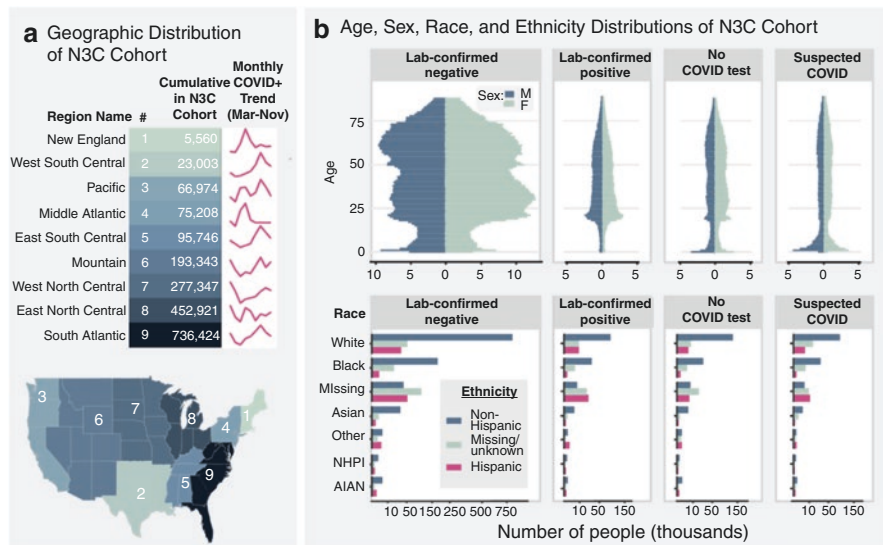 a Geographic Distribution
of N3C Cohort
Region Name # Cumulative in N3C Cohort Monthly COVID+ Trend (Mar-Nov)
New England 1 5,560
West South Central 2 23,003
Pacific 3 66,974
Middle Atlantic 4 75,208
East South Central 5 95,746
Mountain 6 193,343
West North Central 7 277,347
East North Central 8 452,921
South Atlantic 9 736,424
3
6
7
8
4
1
2
5
9
b Age, Sex, Race, and Ethnicity Distributions of N3C Cohort
Lab-confirmed negative
Lab-confirmed positive
No COVID test
Suspected COVID
Sex: M
F
Age
75
50
25
0
10 5 0 5 10
5 0 5
5 0 5
5 0 5
Race
Lab-confirmed negative
Lab-confirmed positive
No COVID test
Suspected COVID
White
Black
MIssing
Asian
Other
NHPI
AIAN
Ethnicity
Non-
Hispanic
Missing/
unknown
Hispanic
10 50 150 250 500 750
10 50 150
10 50 150
10 50 150
Number of people (thousands)